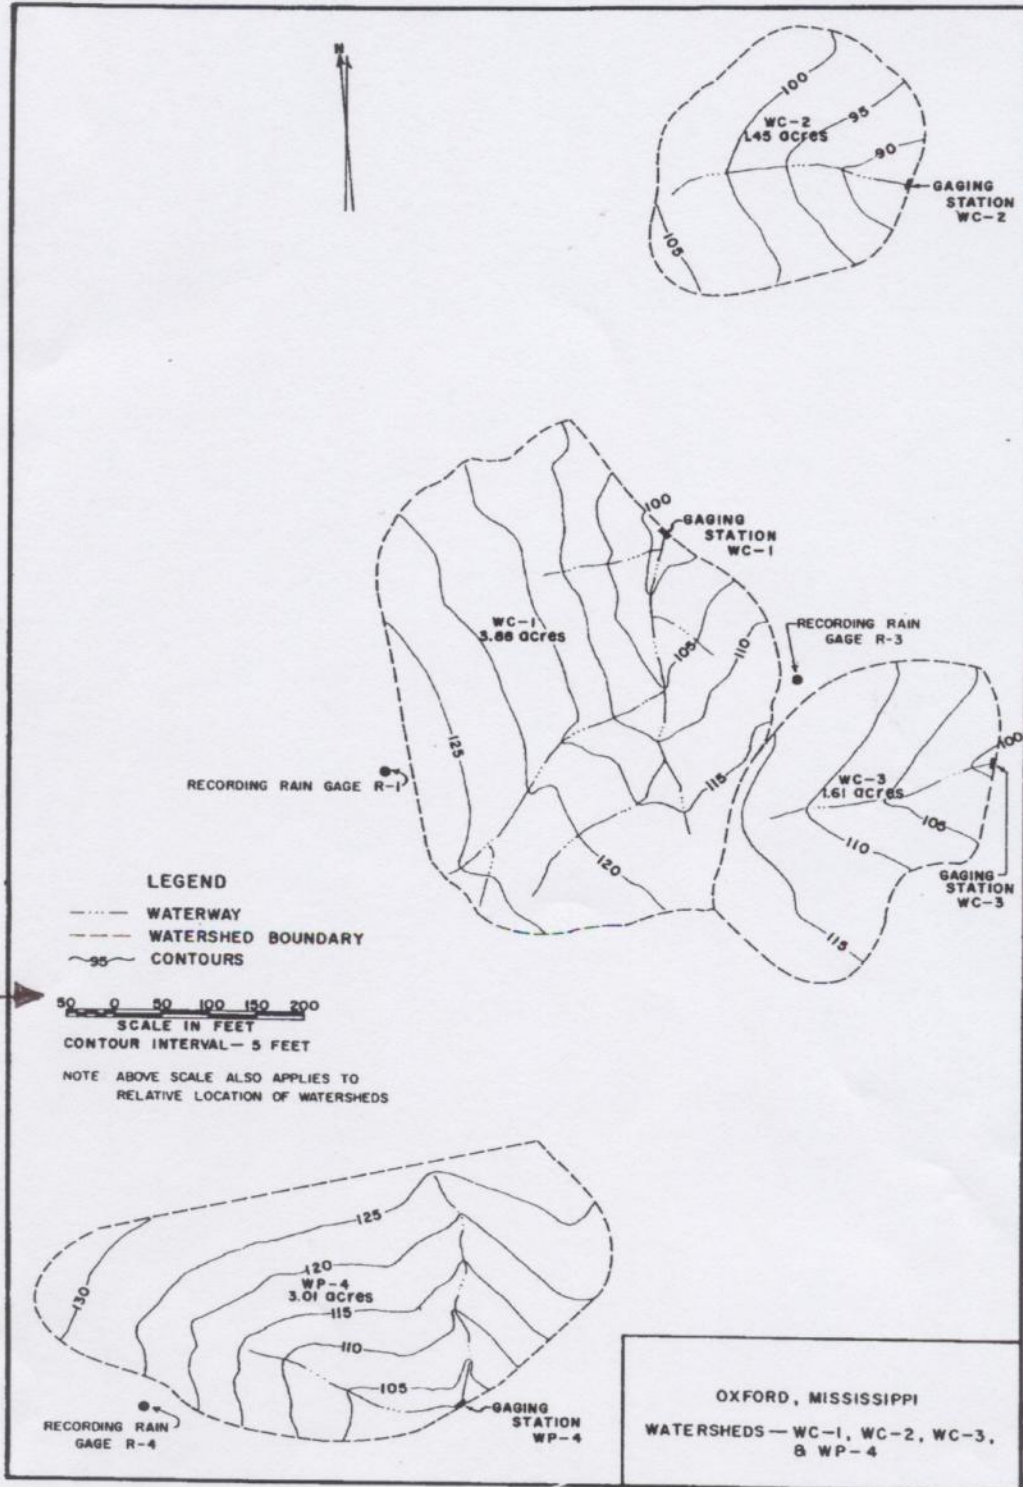 N
100
WC-2
1.45 acres
95
90
GAGING
STATION
WC-2
105
100
GAGING
STATION
WC-1
WC-1
3.88 acres
RECORDING RAIN
GAGE R-3
105
110
125
RECORDING RAIN GAGE R-1
115
100
WC-3
1.61 acres
105
110
120
GAGING
STATION
WC-3
115
LEGEND
WATERWAY
WATERSHED BOUNDARY
95 CONTOURS
50 0 50 100 150 200
SCALE IN FEET
CONTOUR INTERVAL — 5 FEET
NOTE ABOVE SCALE ALSO APPLIES TO
RELATIVE LOCATION OF WATERSHEDS
125
130
120
WP-4
3.01 acres
115
110
105
RECORDING RAIN
GAGE R-4
GAGING
STATION
WP-4
OXFORD, MISSISSIPPI
WATERSHEDS — WC-1, WC-2, WC-3,
& WP-4